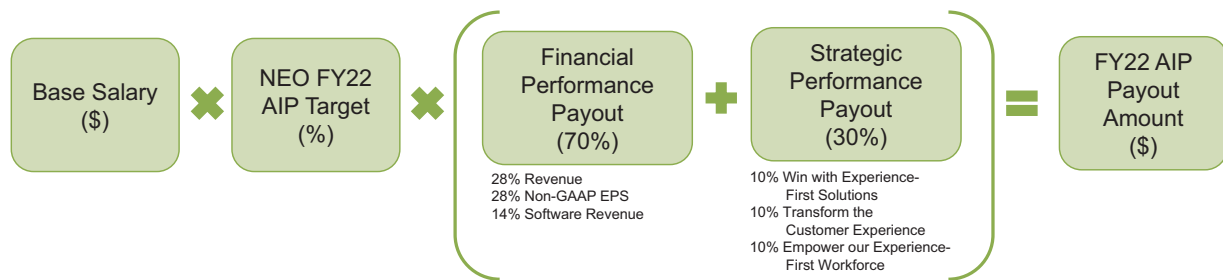 Base Salary
($)
NEO FY22
AIP Target
(%)
Financial
Performance
Payout
(70%)
28% Revenue
28% Non-GAAP EPS
14% Software Revenue
Strategic
Performance
Payout
(30%)
10% Win with Experience-
First Solutions
10% Transform the
Customer Experience
10% Empower our Experience-
First Workforce
FY22 AIP
Payout
Amount
($)